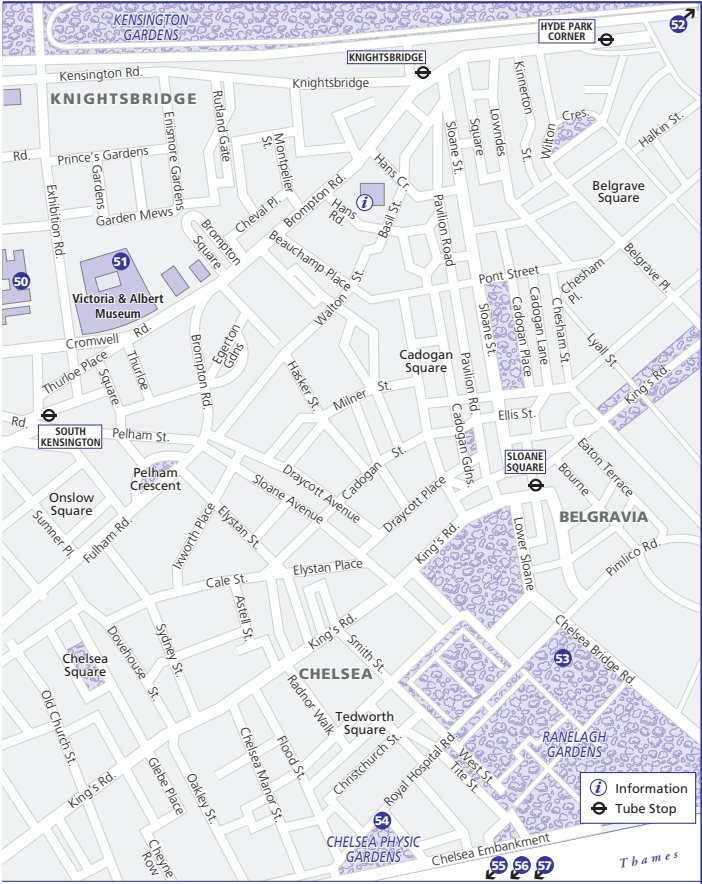 KENSINGTON
GARDENS
HYDE PARK
CORNER
52
KNIGHTSBRIDGE
Kensington Rd.
Knightsbridge
KNIGHTSBRIDGE
Rutland Gate
Ennismore Gardens
Montpelier
St.
Sloane St.
Square
Lowndes
Kinnerton
St.
Wilton
Cres.
Halkin St.
Rd.
Prince's Gardens
Gardens
Exhibition Rd.
Garden Mews
Cheval Pl.
Brompton Rd.
Hans Cr.
i
Hans
Rd.
Basil St.
Pavilion Road
Belgrave
Square
Brompton
Square
Beauchamp Place
Belgrave Pl.
50
51
Victoria & Albert
Museum
Walton St.
Pont Street
Chesham
Pl.
Sloane St.
Cadogan Place
Cadogan Lane
Chesham St.
Lyall St.
Cromwell Rd.
Thurloe Place
Square
Thurloe
Brompton Rd.
Egerton
Gdns
Hasker St.
Milner St.
Cadogan
Square
Pavilion Rd.
King's Rd.
Rd.
SOUTH
KENSINGTON
Pelham St.
Cadogan Gdns.
Ellis St.
SLOANE
SQUARE
Eaton Terrace
Bourne
Pelham
Crescent
Draycott Avenue
Sloane Avenue
Cadogan St.
Draycott Place
Onslow
Square
Sumner Pl.
Fulham Rd.
Ixworth Place
Elystan St.
King's Rd.
Lower Sloane
BELGRAVIA
Pimlico Rd.
Elystan Place
Cale St.
Astell St.
King's Rd.
Smith St.
Dovehouse St.
Sydney St.
Chelsea
Square
CHELSEA
Chelsea Bridge Rd.
53
Radnor Walk
Old Church St.
Tedworth
Square
RANELAGH
GARDENS
Chelsea Manor St.
Flood St.
Christchurch St.
Royal Hospital Rd.
West St.
Tite St.
King's Rd.
Glebe Place
Oakley St.
i Information
Tube Stop
54
CHELSEA PHYSIC
GARDENS
Cheyne
Row
Chelsea Embankment
Thames
55 56 57